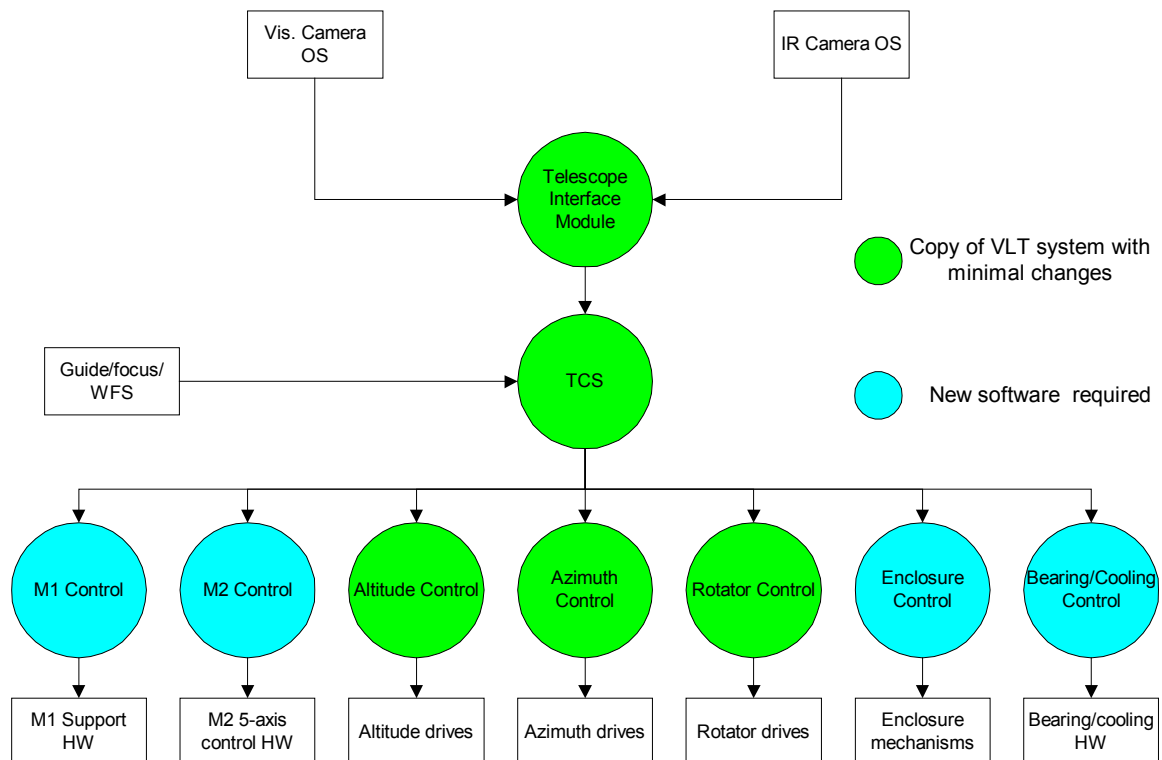 Vis. Camera
OS
IR Camera OS
Telescope
Interface
Module
Copy of VLT system with
minimal changes
Guide/focus/
WFS
TCS
New software required
M1 Control
M2 Control
Altitude Control
Azimuth
Control
Rotator Control
Enclosure
Control
Bearing/Cooling
Control
M1 Support
HW
M2 5-axis
control HW
Altitude drives
Azimuth drives
Rotator drives
Enclosure
mechanisms
Bearing/cooling
HW